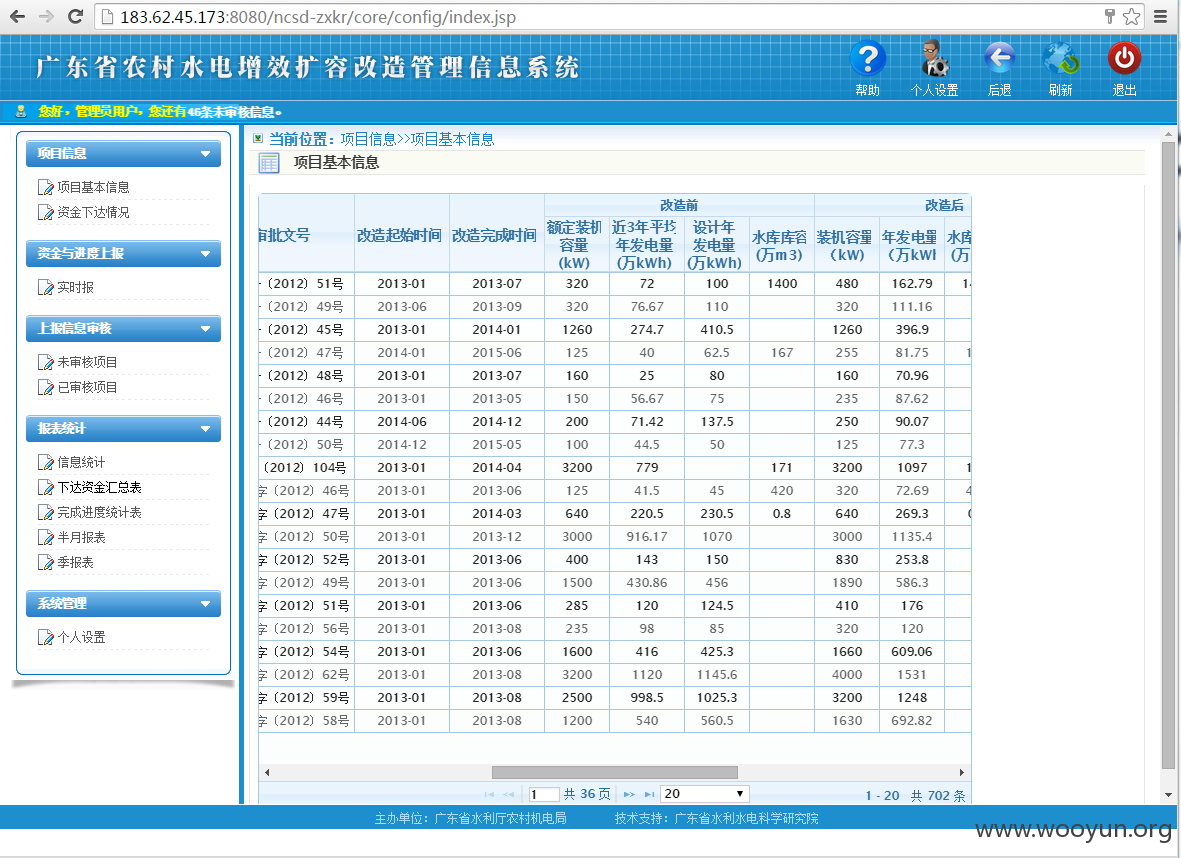 183.62.45.173:8080/ncsd-zxkr/core/config/index.jsp
广东省农村水电增效扩容改造管理信息系统
帮助 个人设置 后退 刷新 退出
您好,管理员用户,您还有46条未审核信息。
项目信息
项目基本信息
资金下达情况
资金与进度上报
实时报
上报信息审核
未审核项目
已审核项目
报表统计
信息统计
下达资金汇总表
完成进度统计表
半月报表
季报表
系统管理
个人设置
当前位置：项目信息>>项目基本信息
项目基本信息
改造前 改造后
审批文号 改造起始时间 改造完成时间 额定装机容量(kW) 近3年平均年发电量(万kWh) 设计年发电量(万kWh) 水库库容(万m3) 装机容量(kW) 年发电量(万kWh 水库 (万
(2012) 51号 2013-01 2013-07 320 72 100 1400 480 162.79
(2012) 49号 2013-06 2013-09 320 76.67 110 320 111.16
(2012) 45号 2013-01 2014-01 1260 274.7 410.5 1260 396.9
(2012) 47号 2014-01 2015-06 125 40 62.5 167 255 81.75 1
(2012) 48号 2013-01 2013-07 160 25 80 160 70.96
(2012) 46号 2013-01 2013-05 150 56.67 75 235 87.62
(2012) 44号 2014-06 2014-12 200 71.42 137.5 250 90.07
(2012) 50号 2014-12 2015-05 100 44.5 50 125 77.3
(2012) 104号 2013-01 2014-04 3200 779 171 3200 1097 1
字(2012) 46号 2013-01 2013-06 125 41.5 45 420 320 72.69 4
字(2012) 47号 2013-01 2014-03 640 220.5 230.5 0.8 640 269.3
字(2012) 50号 2013-01 2013-12 3000 916.17 1070 3000 1135.4
字(2012) 52号 2013-01 2013-06 400 143 150 830 253.8
字(2012) 49号 2013-01 2013-06 1500 430.86 456 1890 586.3
字(2012) 51号 2013-01 2013-06 285 120 124.5 410 176
字(2012) 56号 2013-01 2013-08 235 98 85 320 120
字(2012) 54号 2013-01 2013-06 1600 416 425.3 1660 609.06
字(2012) 62号 2013-01 2013-08 3200 1120 1145.6 4000 1531
字(2012) 59号 2013-01 2013-08 2500 998.5 1025.3 3200 1248
字(2012) 58号 2013-01 2013-08 1200 540 560.5 1630 692.82
1 共 36 页 20 1 - 20 共 702 条
主办单位：广东省水利厅农村机电局 技术支持：广东省水利水电科学研究院
www.wooyun.org